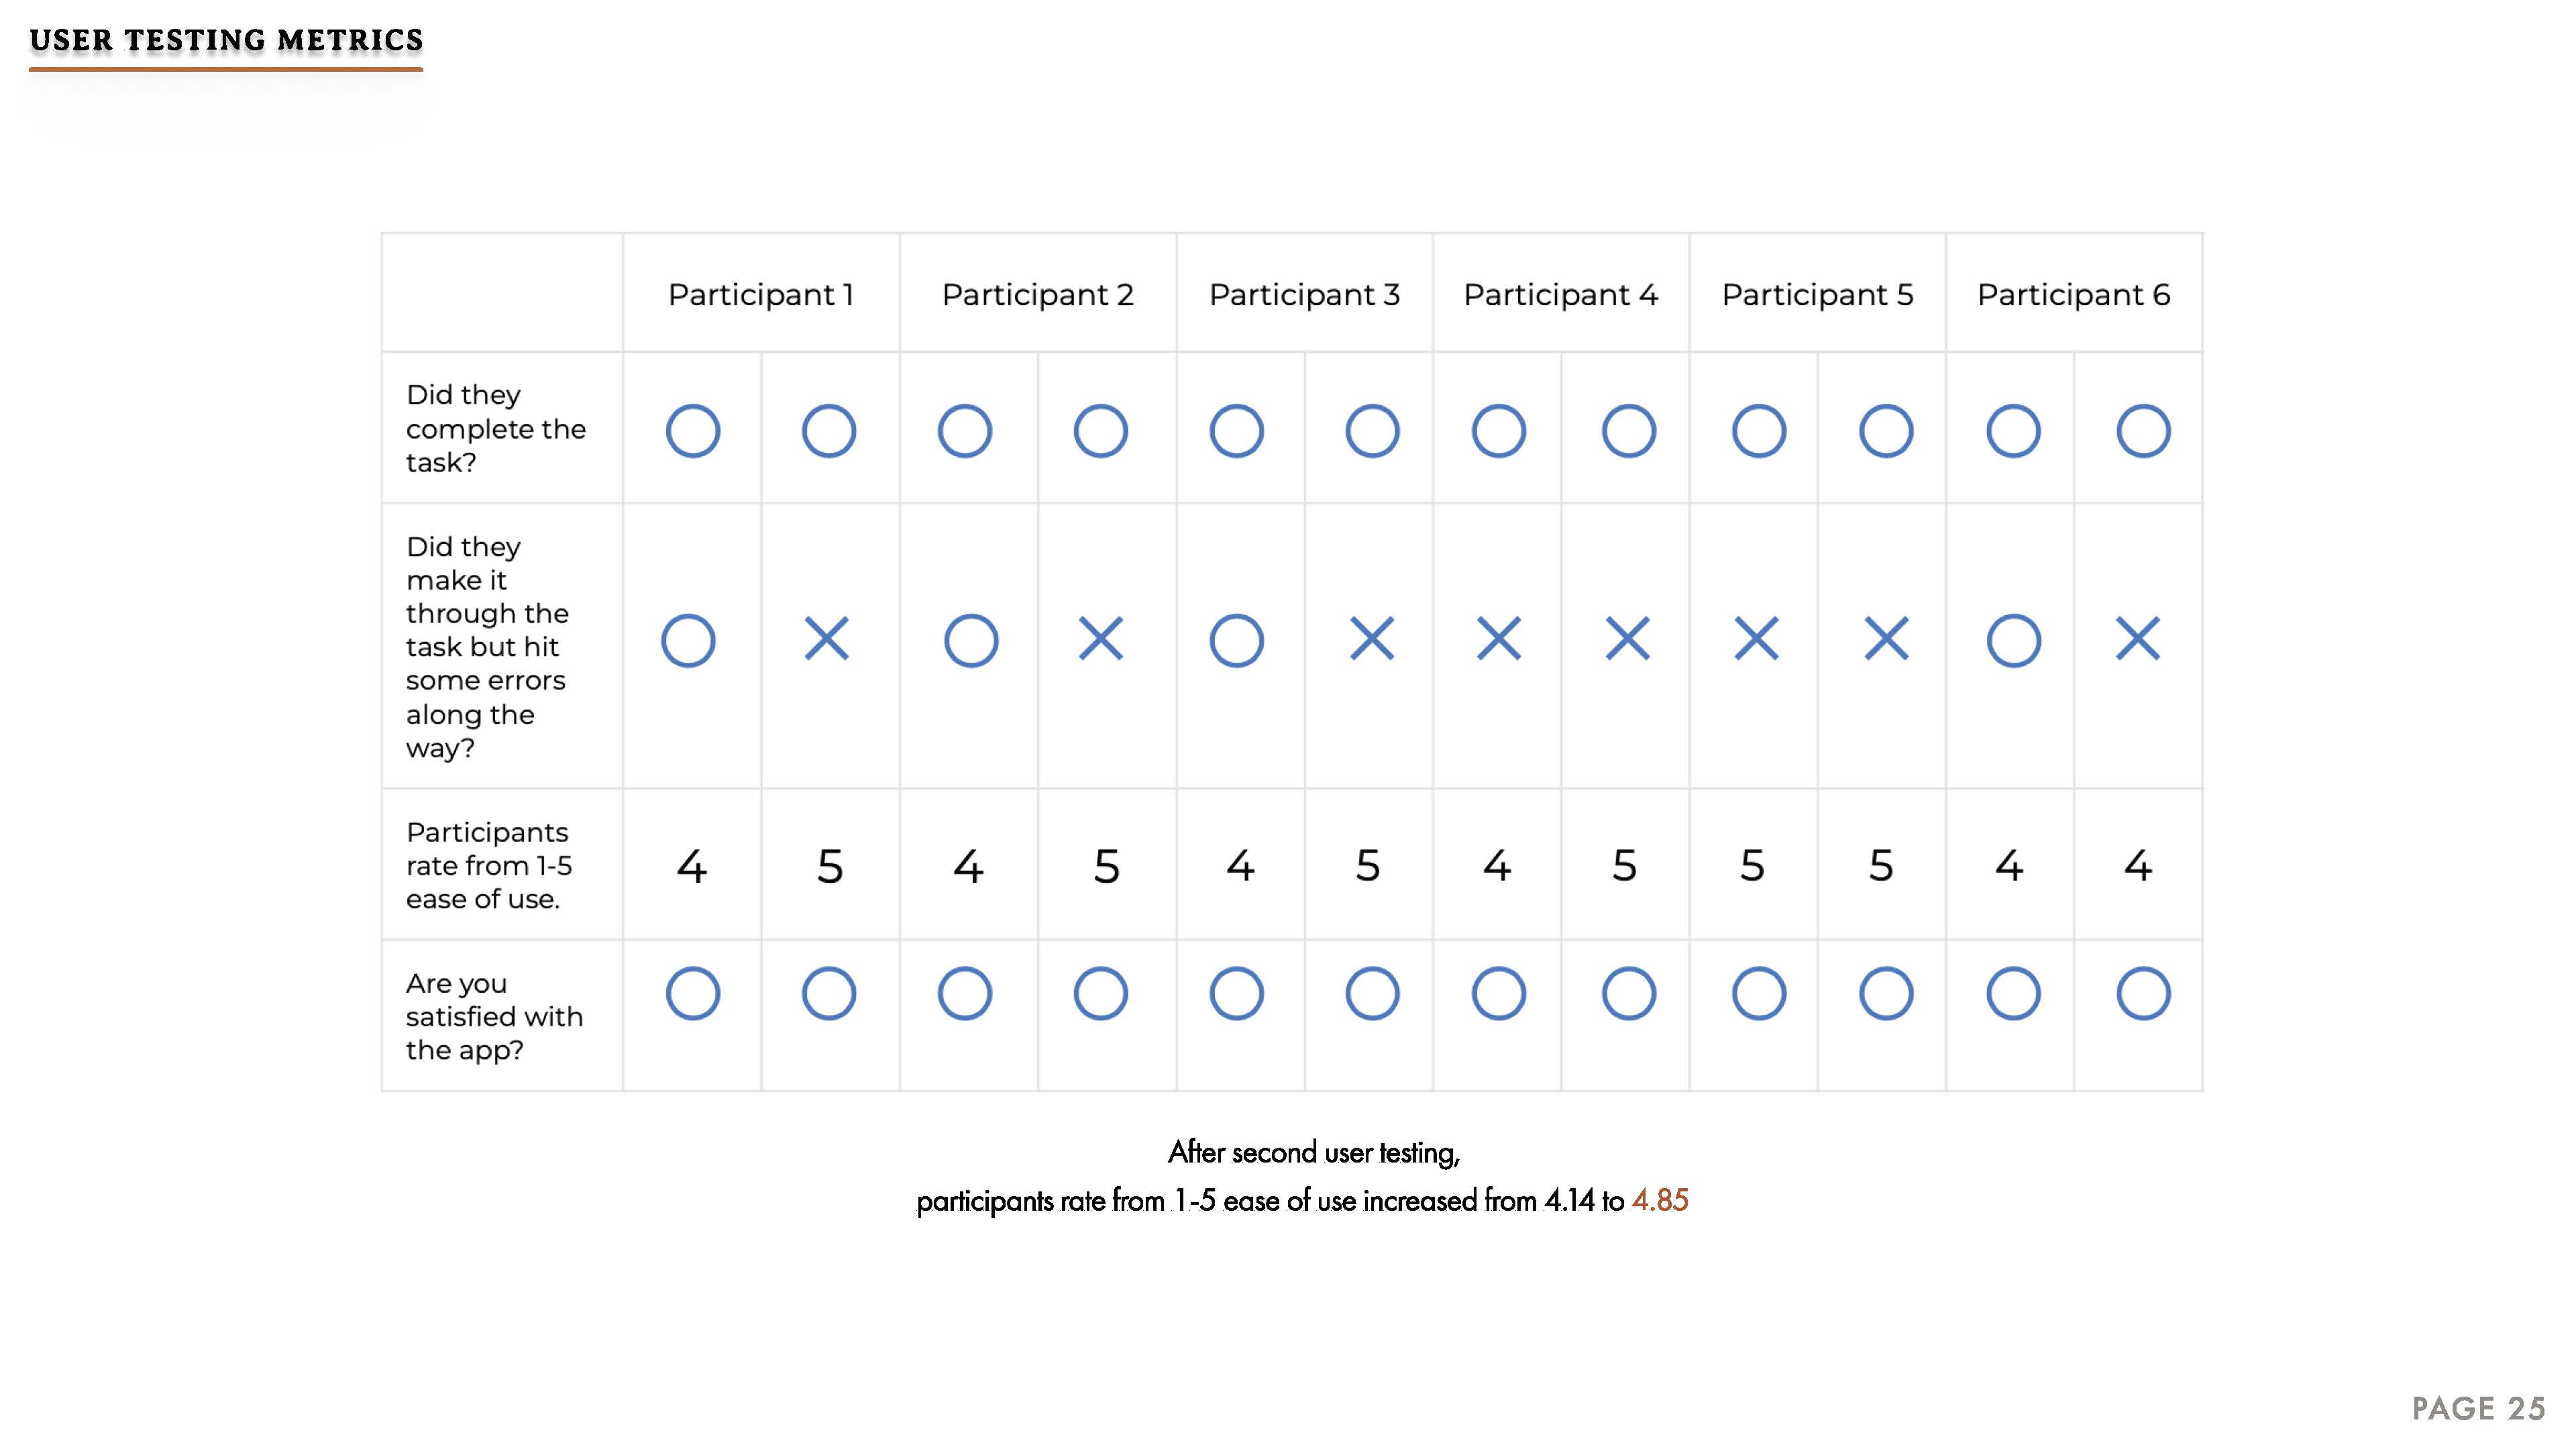 USER TESTING METRICS
Participant 1 Participant 2 Participant 3 Participant 4 Participant 5 Participant 6
Did they
complete the
task?
Did they
make it
through the
task but hit
some errors
along the
way?
Participants
rate from 1-5
ease of use.
4 5 4 5 4 5 4 5 5 5 4 4
Are you
satisfied with
the app?
After second user testing,
participants rate from 1-5 ease of use increased from 4.14 to 4.85
PAGE 25